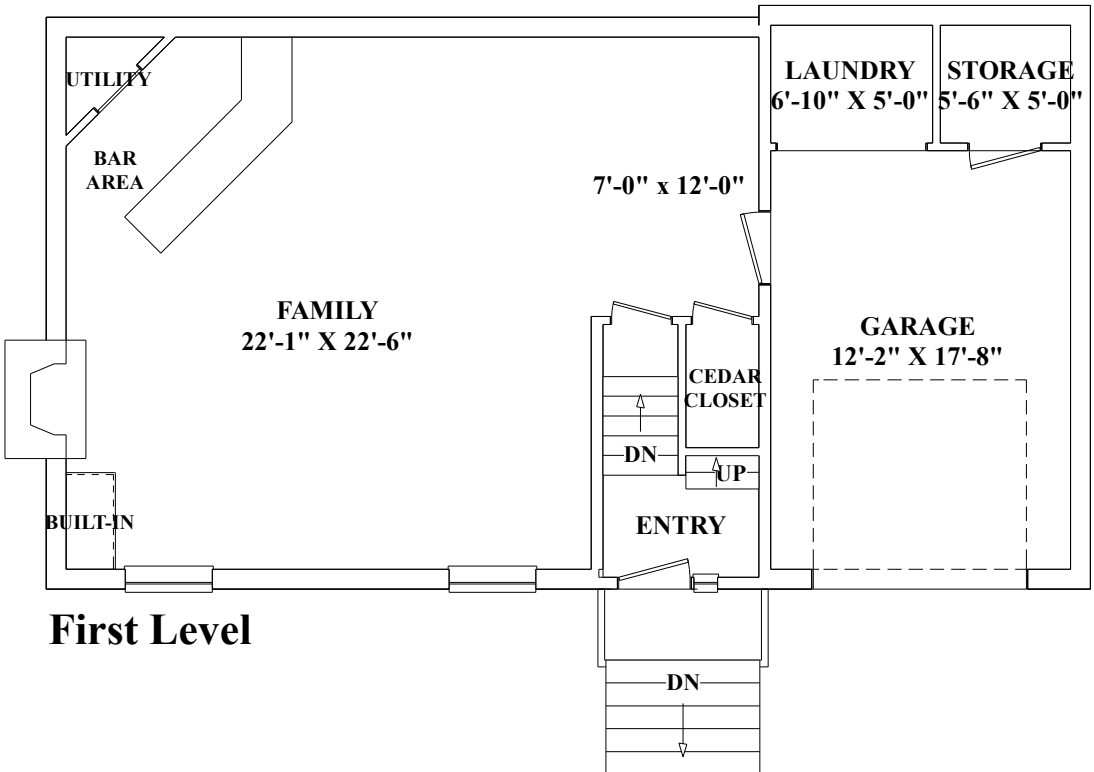 UTILITY
LAUNDRY
6'-10" X 5'-0"
STORAGE
5'-6" X 5'-0"
BAR
AREA
7'-0" x 12'-0"
FAMILY
22'-1" X 22'-6"
GARAGE
12'-2" X 17'-8"
CEDAR
CLOSET
DN
UP
BUILT-IN
ENTRY
First Level
DN